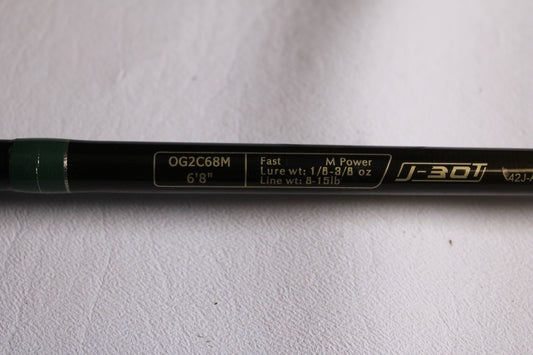 OG2C68M
6'8"
Fast M Power
Lure wt: 1/8-3/8 oz
Line wt: 8-15lb
J-30T